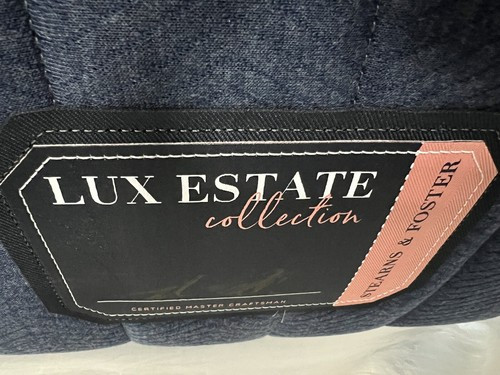 LUX ESTATE
collection
CERTIFIED MASTER CRAFTSMAN
STEARNS & FOSTER